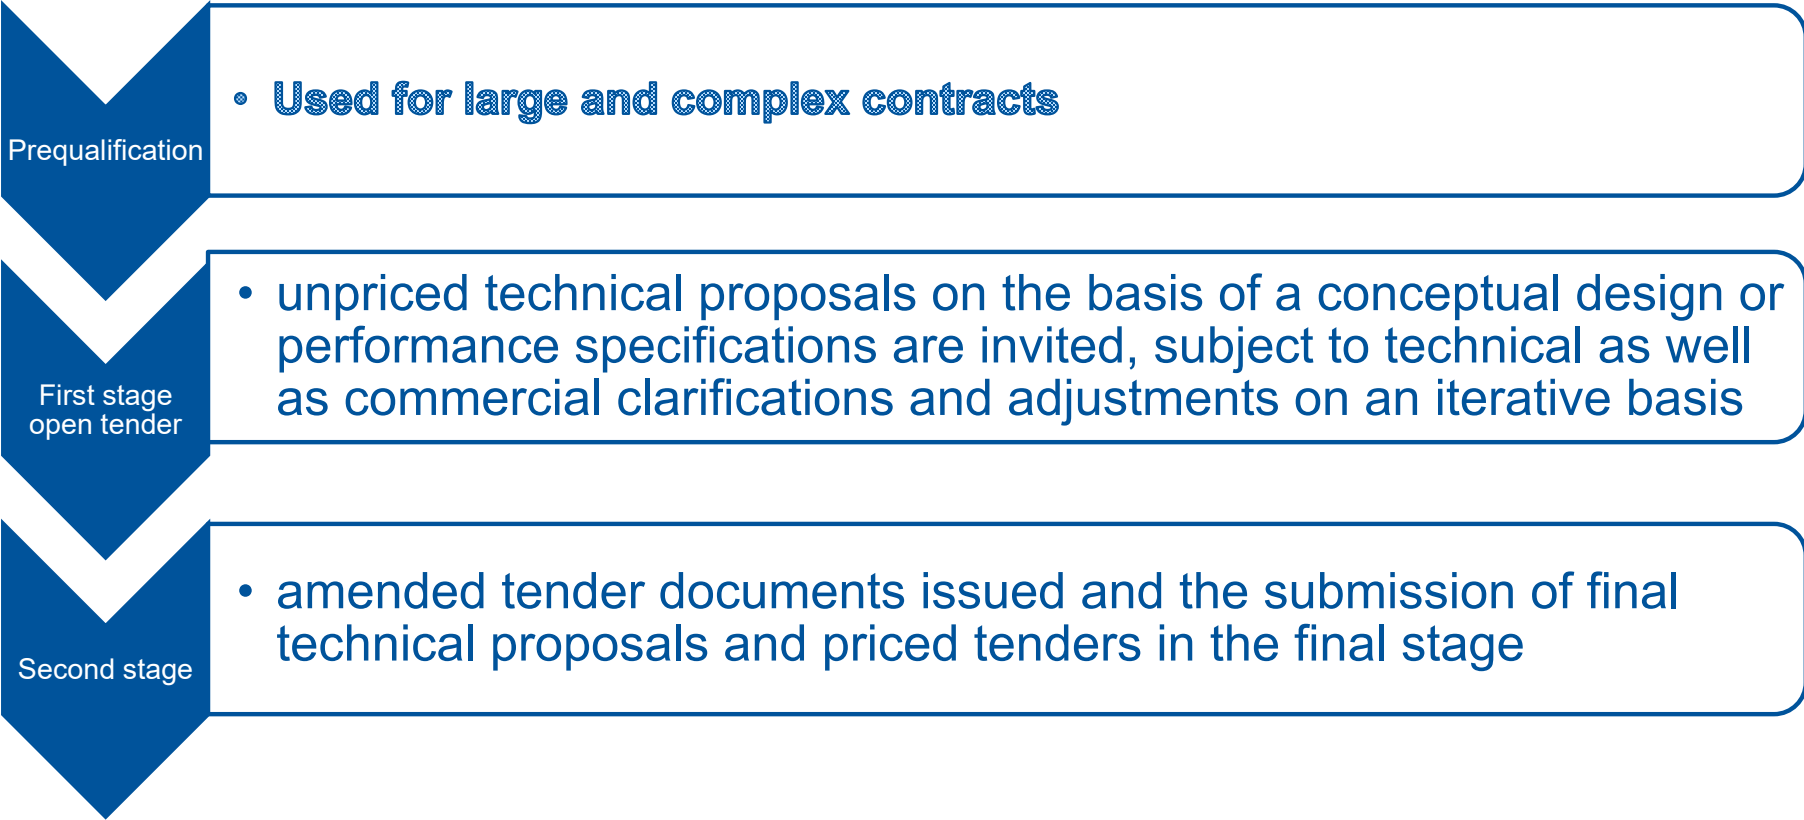 Prequalification
• Used for large and complex contracts
First stage
open tender
• unpriced technical proposals on the basis of a conceptual design or
performance specifications are invited, subject to technical as well
as commercial clarifications and adjustments on an iterative basis
Second stage
• amended tender documents issued and the submission of final
technical proposals and priced tenders in the final stage